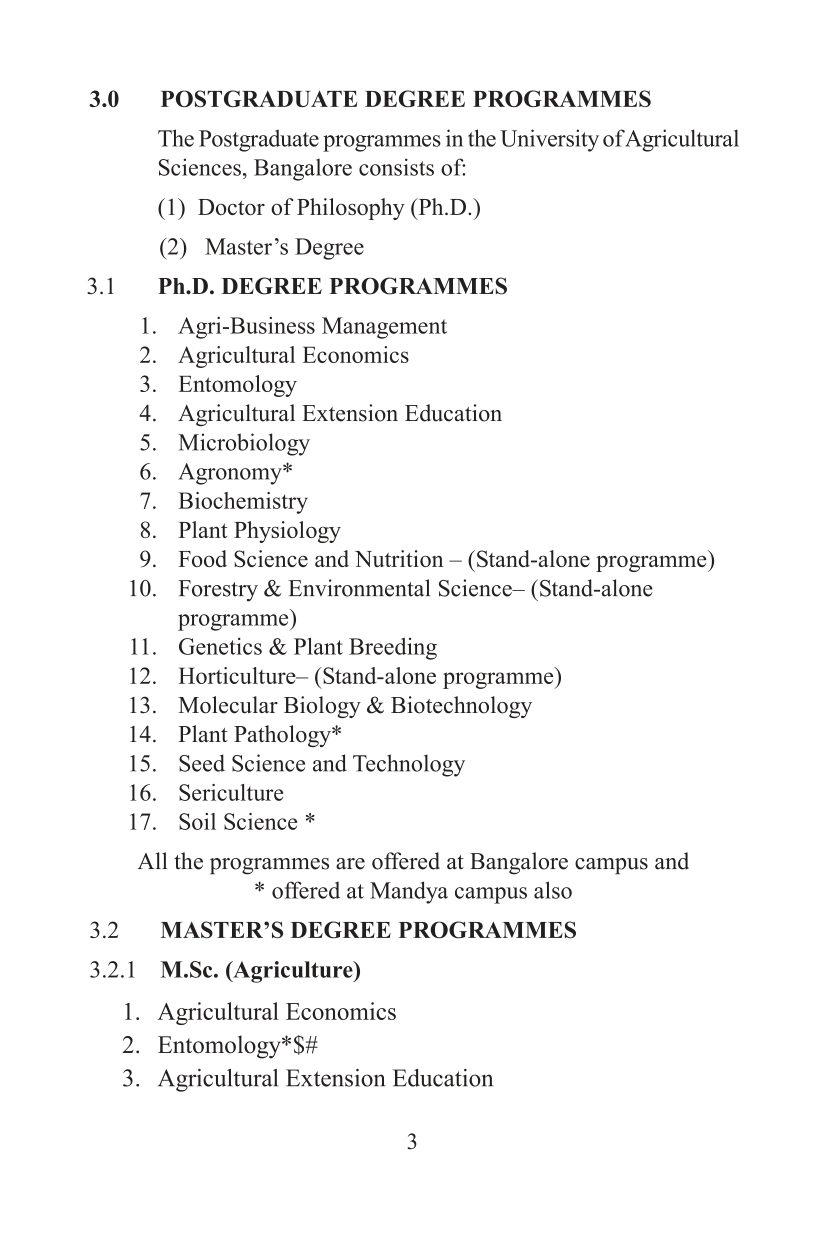 3.0 POSTGRADUATE DEGREE PROGRAMMES
The Postgraduate programmes in the University of Agricultural
Sciences, Bangalore consists of:
(1) Doctor of Philosophy (Ph.D.)
(2) Master’s Degree
3.1 Ph.D. DEGREE PROGRAMMES
1. Agri-Business Management
2. Agricultural Economics
3. Entomology
4. Agricultural Extension Education
5. Microbiology
6. Agronomy*
7. Biochemistry
8. Plant Physiology
9. Food Science and Nutrition – (Stand-alone programme)
10. Forestry & Environmental Science– (Stand-alone
programme)
11. Genetics & Plant Breeding
12. Horticulture– (Stand-alone programme)
13. Molecular Biology & Biotechnology
14. Plant Pathology*
15. Seed Science and Technology
16. Sericulture
17. Soil Science *
All the programmes are offered at Bangalore campus and
* offered at Mandya campus also
3.2 MASTER’S DEGREE PROGRAMMES
3.2.1 M.Sc. (Agriculture)
1. Agricultural Economics
2. Entomology*$#
3. Agricultural Extension Education
3